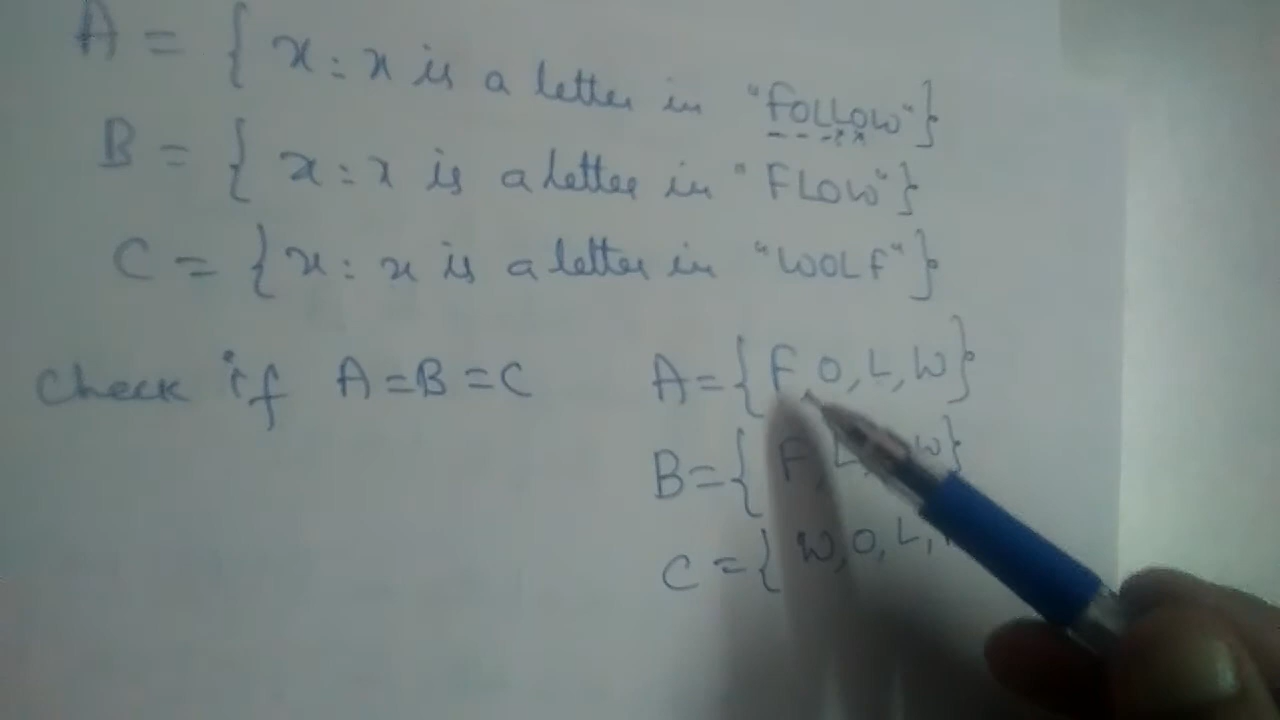 A = { x : x is a letter in "FOLLOW"}
B = { x : x is a letter in "FLOW"}
C = { x : x is a letter in "WOLF"}
Check if A = B = C
A = { F, O, L, W}
B = { F, L, W}
C = { W, O, L,